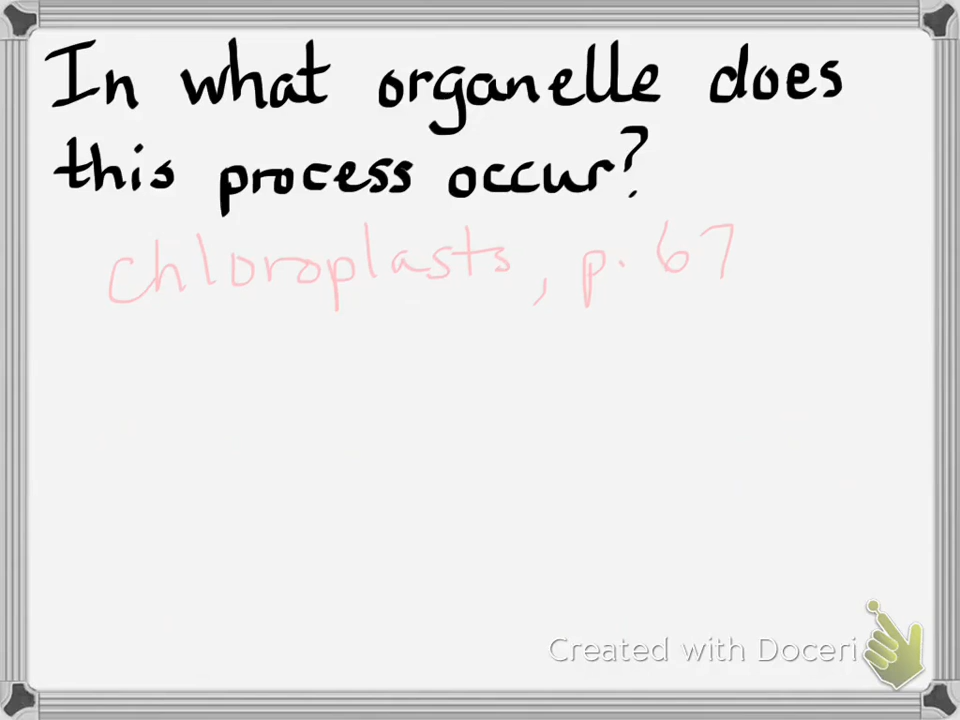 In what organelle does
this process occur?
chloroplasts, p. 67
Created with Doceri